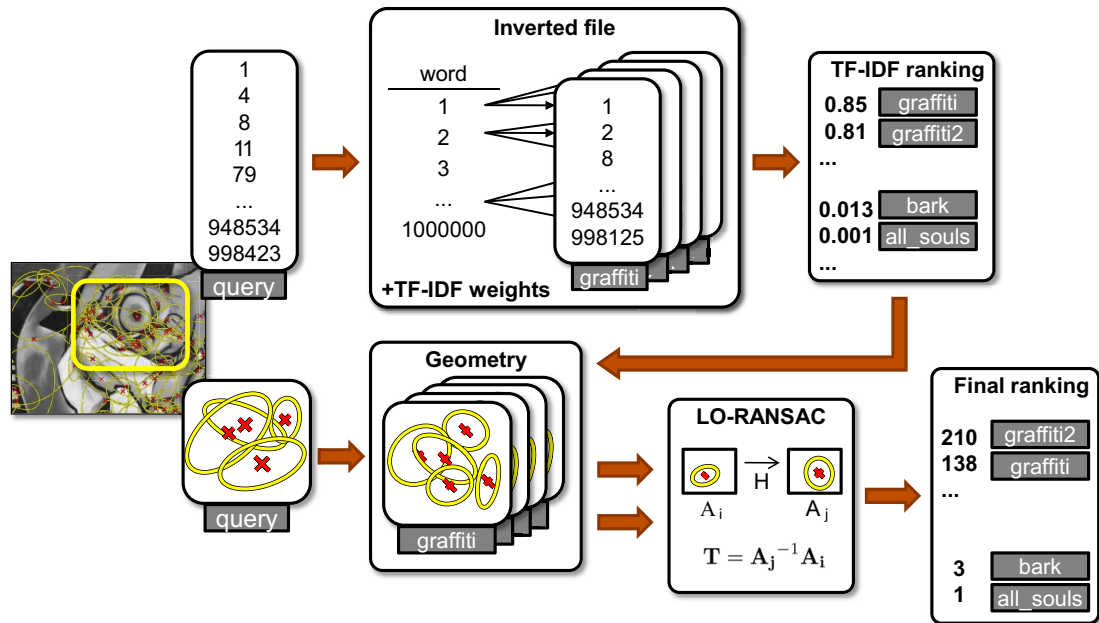 1
4
8
11
79
...
948534
998423
query
Inverted file
word
1
2
3
...
1000000
1
2
8
...
948534
998125
graffiti
+TF-IDF weights
TF-IDF ranking
0.85 graffiti
0.81 graffiti2
...
0.013 bark
0.001 all_souls
...
query
Geometry
graffiti
LO-RANSAC
H
A i
A j
T = Aj⁻¹Ai
Final ranking
210 graffiti2
138 graffiti
...
3 bark
1 all_souls